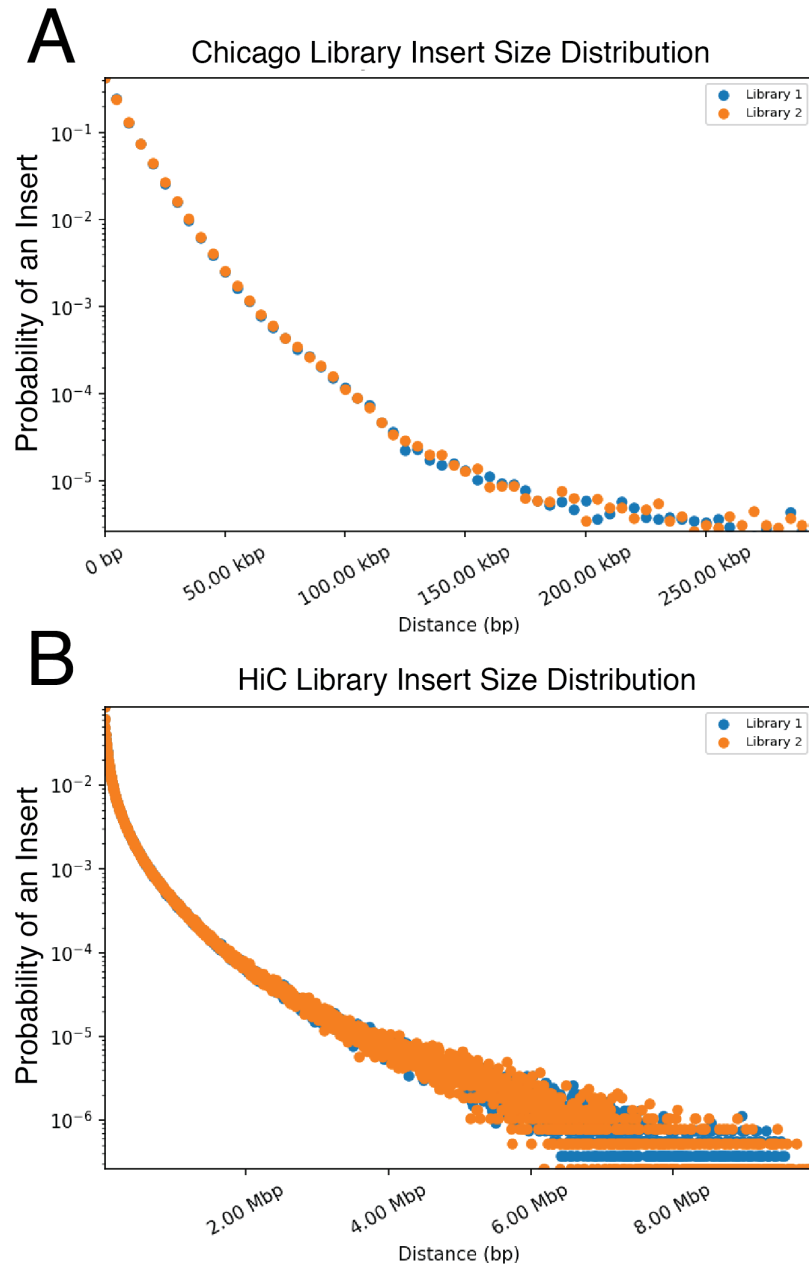 A
Chicago Library Insert Size Distribution
Library 1
Library 2
Probability of an Insert
10⁻¹
10⁻²
10⁻³
10⁻⁴
10⁻⁵
0 bp
50.00 kbp
100.00 kbp
150.00 kbp
200.00 kbp
250.00 kbp
Distance (bp)
B
HiC Library Insert Size Distribution
Library 1
Library 2
Probability of an Insert
10⁻²
10⁻³
10⁻⁴
10⁻⁵
10⁻⁶
2.00 Mbp
4.00 Mbp
6.00 Mbp
8.00 Mbp
Distance (bp)